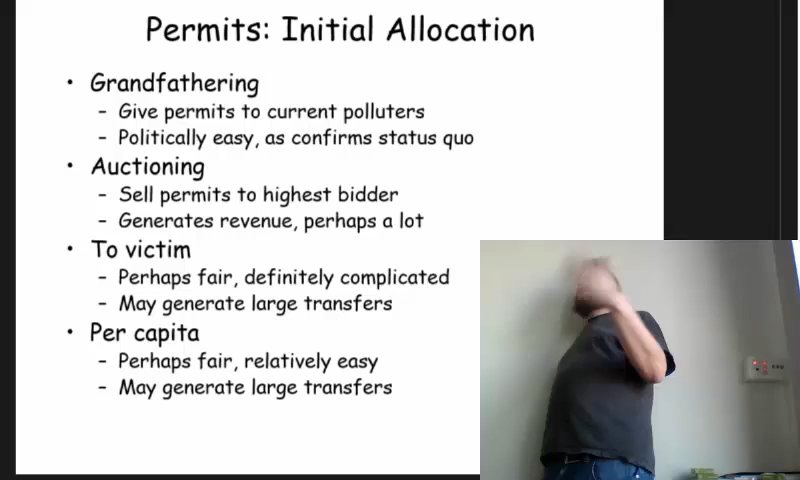 Permits: Initial Allocation
• Grandfathering
– Give permits to current polluters
– Politically easy, as confirms status quo
• Auctioning
– Sell permits to highest bidder
– Generates revenue, perhaps a lot
• To victim
– Perhaps fair, definitely complicated
– May generate large transfers
• Per capita
– Perhaps fair, relatively easy
– May generate large transfers